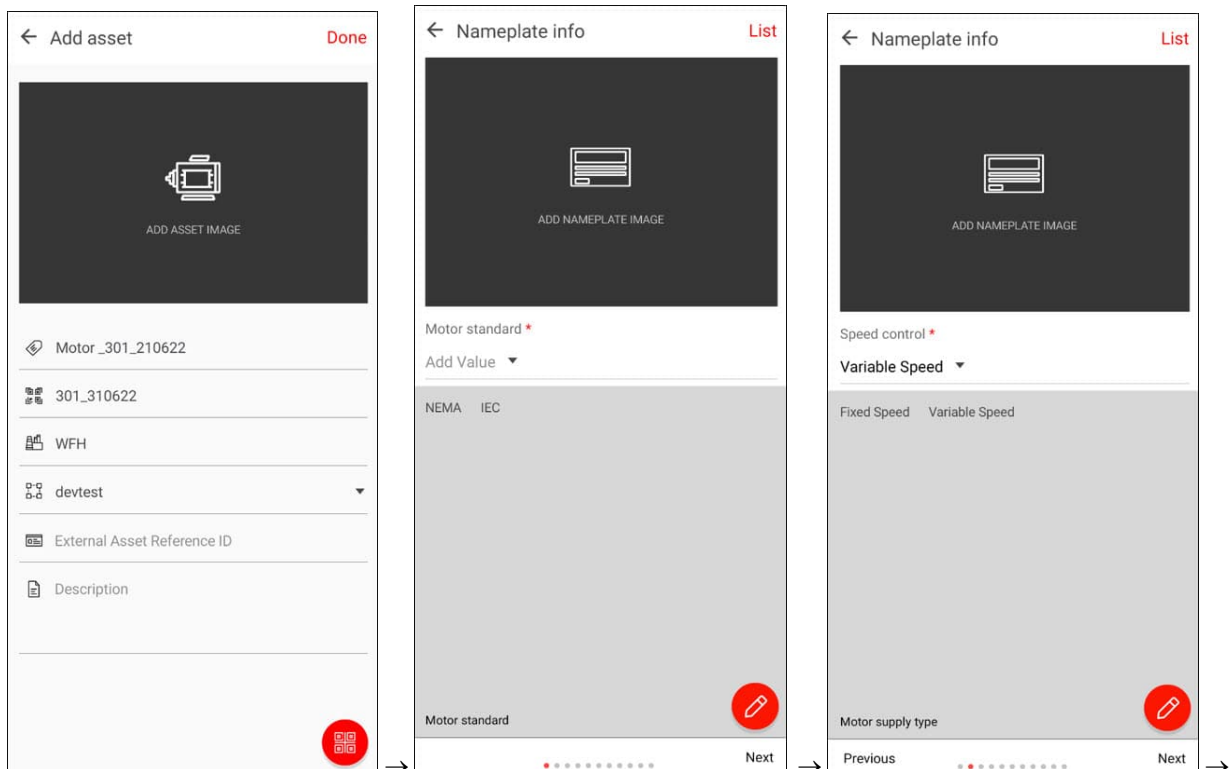 Add asset
Done
ADD ASSET IMAGE
Motor _301_210622
301_310622
WFH
devtest
External Asset Reference ID
Description
→
Nameplate info
List
ADD NAMEPLATE IMAGE
Motor standard *
Add Value
NEMA IEC
Motor standard
Next
→
Nameplate info
List
ADD NAMEPLATE IMAGE
Speed control *
Variable Speed
Fixed Speed Variable Speed
Motor supply type
Previous
Next
→